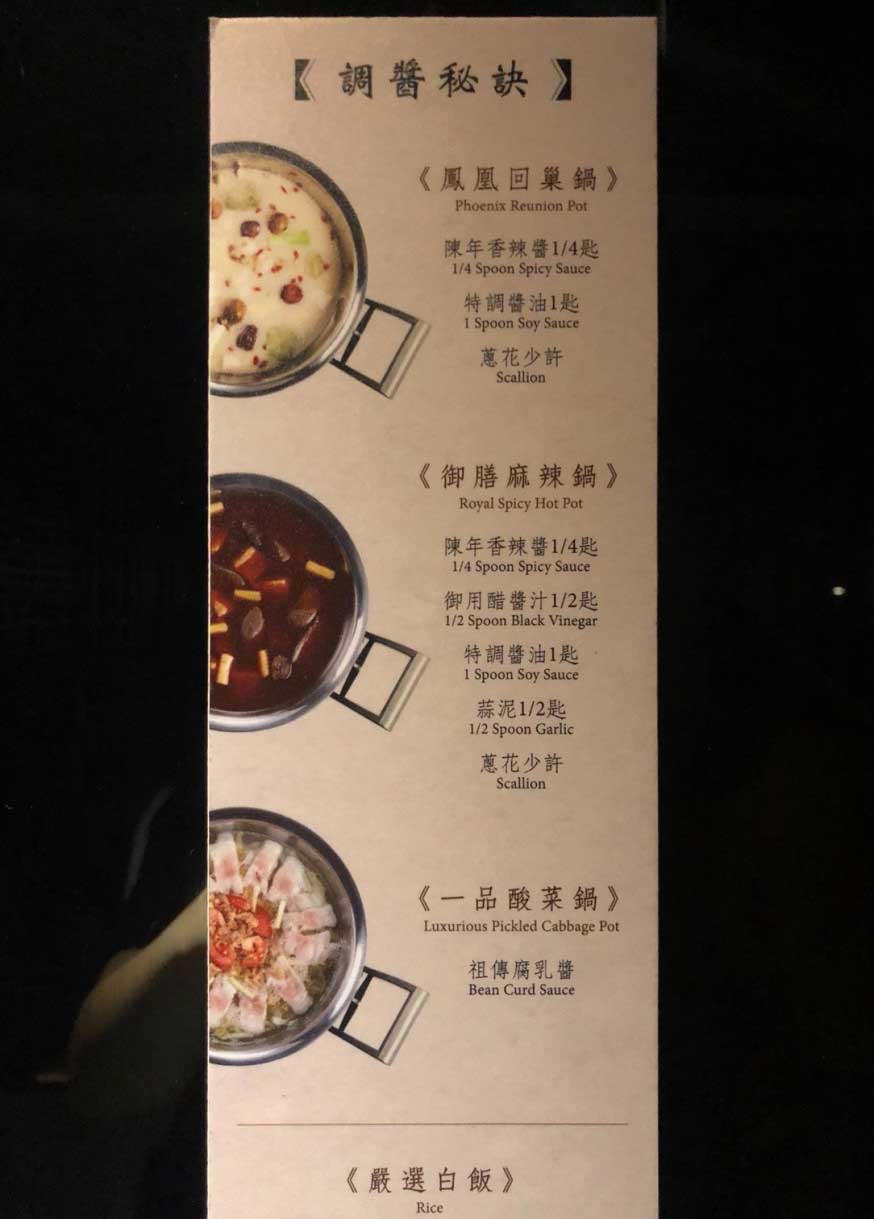 【調醬秘訣】
《鳳凰回巢鍋》
Phoenix Reunion Pot
陳年香辣醬1/4匙
1/4 Spoon Spicy Sauce
特調醬油1匙
1 Spoon Soy Sauce
蔥花少許
Scallion
《御膳麻辣鍋》
Royal Spicy Hot Pot
陳年香辣醬1/4匙
1/4 Spoon Spicy Sauce
御用醋醬汁1/2匙
1/2 Spoon Black Vinegar
特調醬油1匙
1 Spoon Soy Sauce
蒜泥1/2匙
1/2 Spoon Garlic
蔥花少許
Scallion
《一品酸菜鍋》
Luxurious Pickled Cabbage Pot
祖傳腐乳醬
Bean Curd Sauce
《嚴選白飯》
Rice